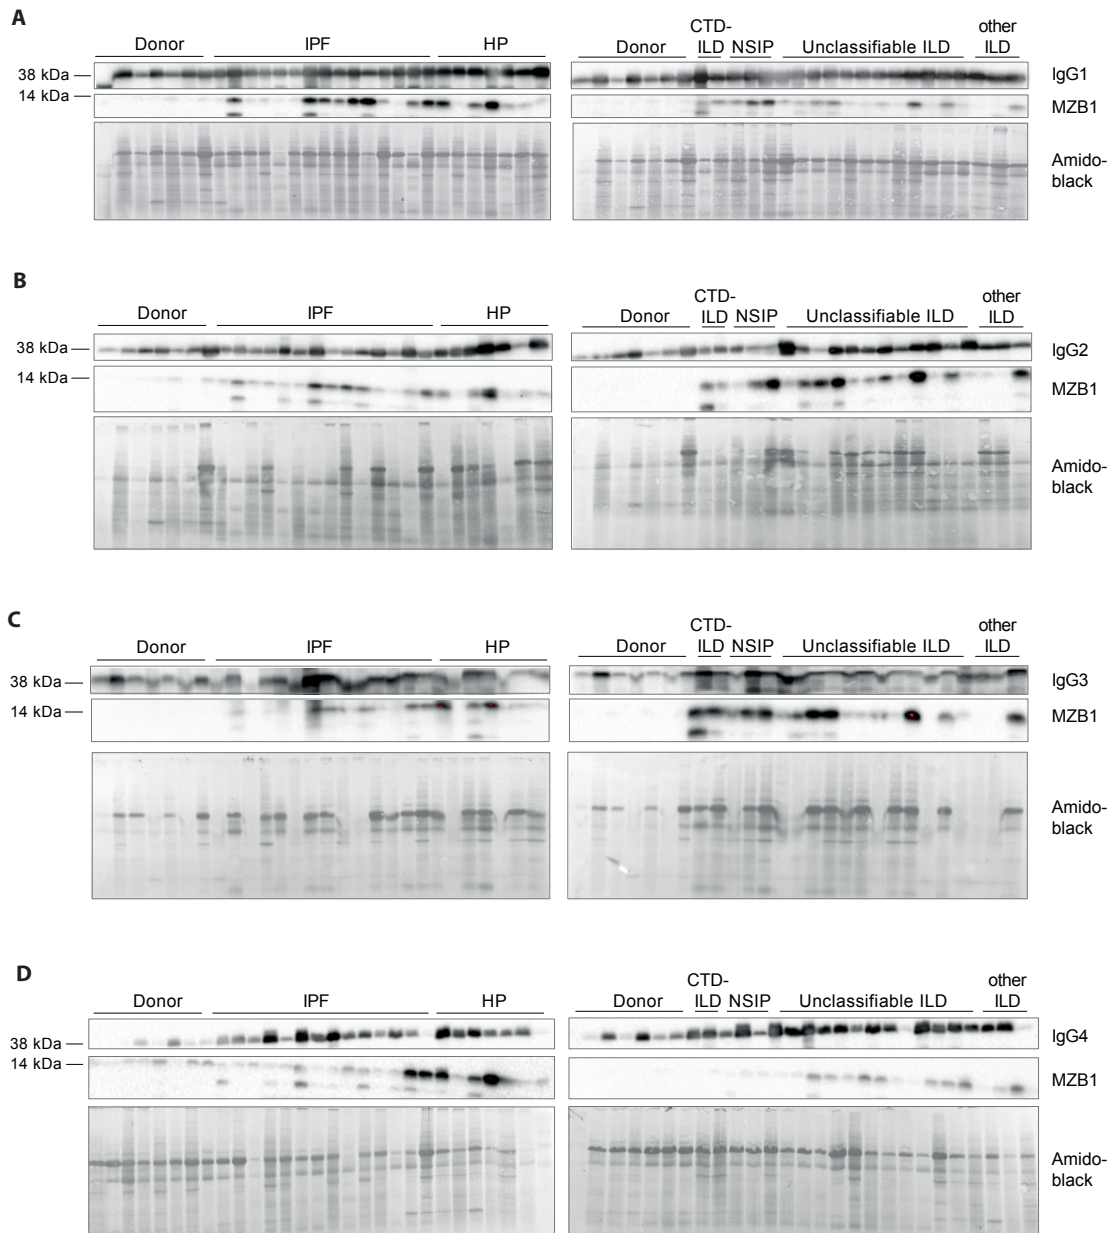 A
Donor IPF HP
Donor CTD-ILD NSIP Unclassifiable ILD other ILD
38 kDa
14 kDa
IgG1
MZB1
Amido-
black
B
Donor IPF HP
Donor CTD-ILD NSIP Unclassifiable ILD other ILD
38 kDa
14 kDa
IgG2
MZB1
Amido-
black
C
Donor IPF HP
Donor CTD-ILD NSIP Unclassifiable ILD other ILD
38 kDa
14 kDa
IgG3
MZB1
Amido-
black
D
Donor IPF HP
Donor CTD-ILD NSIP Unclassifiable ILD other ILD
38 kDa
14 kDa
IgG4
MZB1
Amido-
black